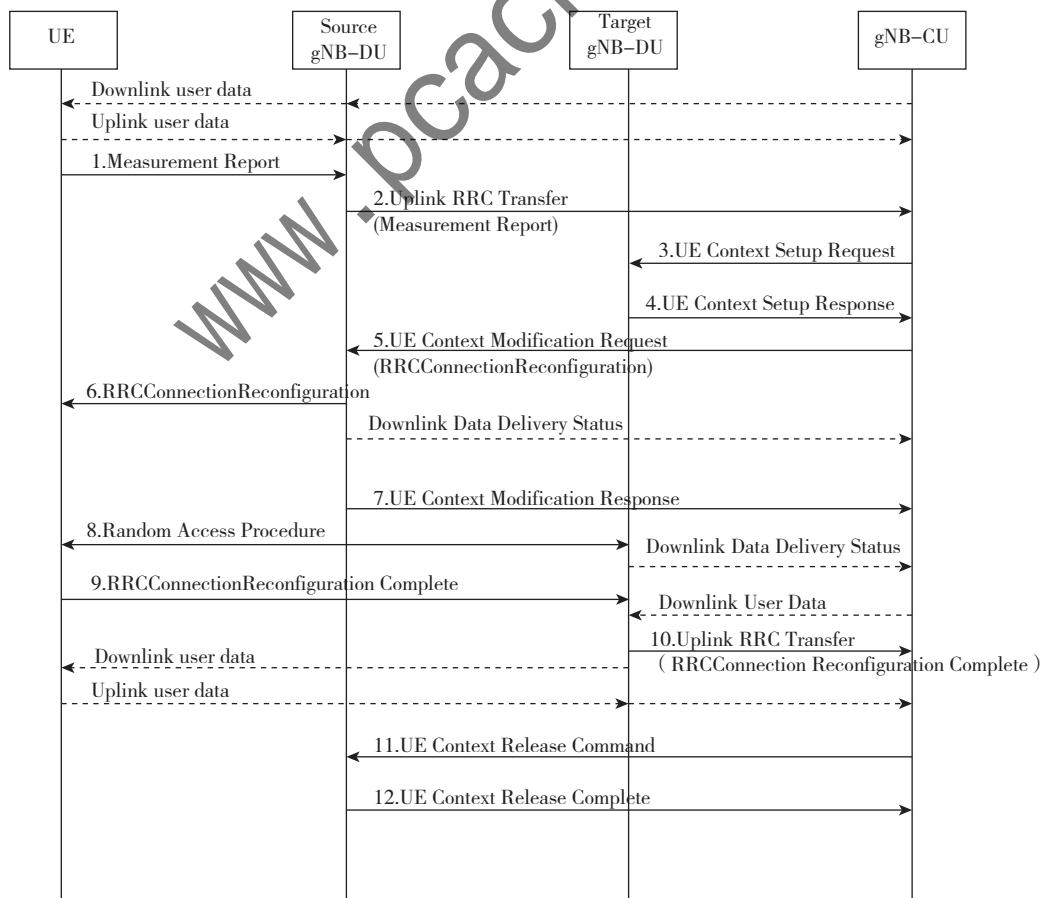 UE
Source
gNB–DU
Target
gNB–DU
gNB–CU
Downlink user data
Uplink user data
1.Measurement Report
2.Uplink RRC Transfer
(Measurement Report)
3.UE Context Setup Request
4.UE Context Setup Response
5.UE Context Modification Request
(RRCConnectionReconfiguration)
6.RRCConnectionReconfiguration
Downlink Data Delivery Status
7.UE Context Modification Response
8.Random Access Procedure
Downlink Data Delivery Status
9.RRCConnectionReconfiguration Complete
Downlink User Data
10.Uplink RRC Transfer
（RRCConnection Reconfiguration Complete）
Downlink user data
Uplink user data
11.UE Context Release Command
12.UE Context Release Complete